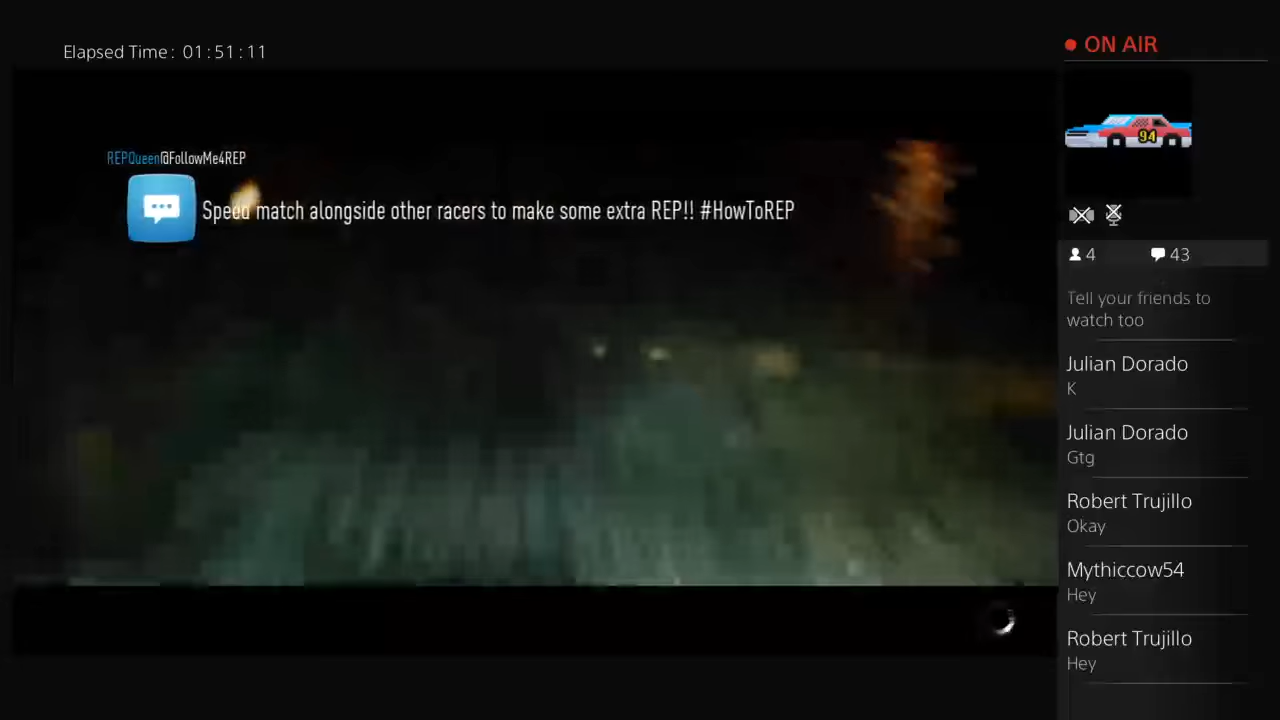 Elapsed Time: 01:51:11
ON AIR
94
REPQueen@FollowMe4REP
Speed match alongside other racers to make some extra REP!! #HowToREP
4 43
Tell your friends to
watch too
Julian Dorado
K
Julian Dorado
Gtg
Robert Trujillo
Okay
Mythiccow54
Hey
Robert Trujillo
Hey